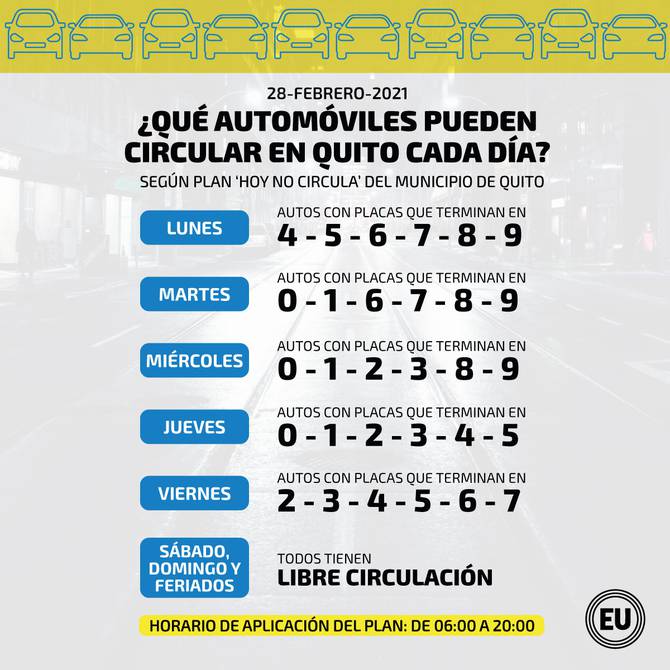 28-FEBRERO-2021
¿QUÉ AUTOMÓVILES PUEDEN
CIRCULAR EN QUITO CADA DÍA?
SEGÚN PLAN ‘HOY NO CIRCULA’ DEL MUNICIPIO DE QUITO
LUNES
AUTOS CON PLACAS QUE TERMINAN EN
4 - 5 - 6 - 7 - 8 - 9
MARTES
AUTOS CON PLACAS QUE TERMINAN EN
0 - 1 - 6 - 7 - 8 - 9
MIÉRCOLES
AUTOS CON PLACAS QUE TERMINAN EN
0 - 1 - 2 - 3 - 8 - 9
JUEVES
AUTOS CON PLACAS QUE TERMINAN EN
0 - 1 - 2 - 3 - 4 - 5
VIERNES
AUTOS CON PLACAS QUE TERMINAN EN
2 - 3 - 4 - 5 - 6 - 7
SÁBADO,
DOMINGO Y
FERIADOS
TODOS TIENEN
LIBRE CIRCULACIÓN
HORARIO DE APLICACIÓN DEL PLAN: DE 06:00 A 20:00
EU